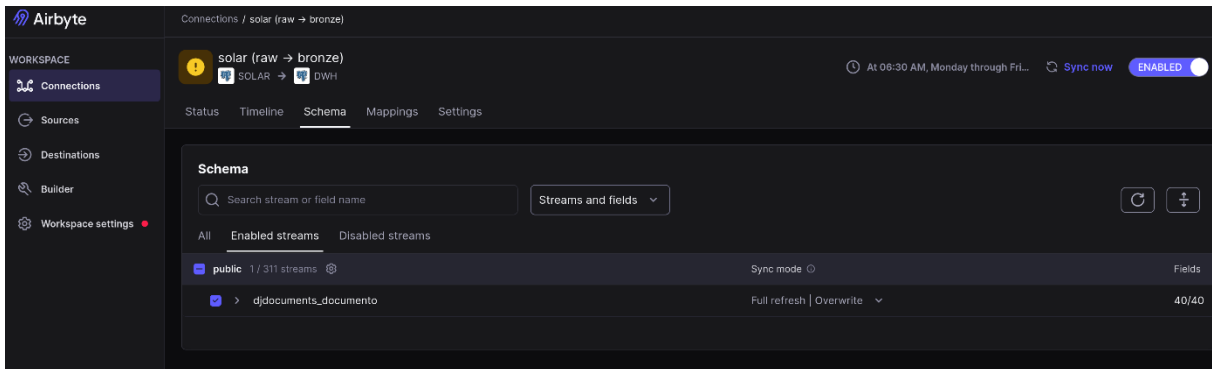 Airbyte
Connections / solar (raw → bronze)
WORKSPACE
Connections
Sources
Destinations
Builder
Workspace settings
solar (raw → bronze)
SOLAR → DWH
At 06:30 AM, Monday through Fri...
Sync now
ENABLED
Status Timeline Schema Mappings Settings
Schema
Search stream or field name
Streams and fields
All Enabled streams Disabled streams
public 1 / 311 streams Sync mode Fields
djdocuments_documento Full refresh | Overwrite 40/40